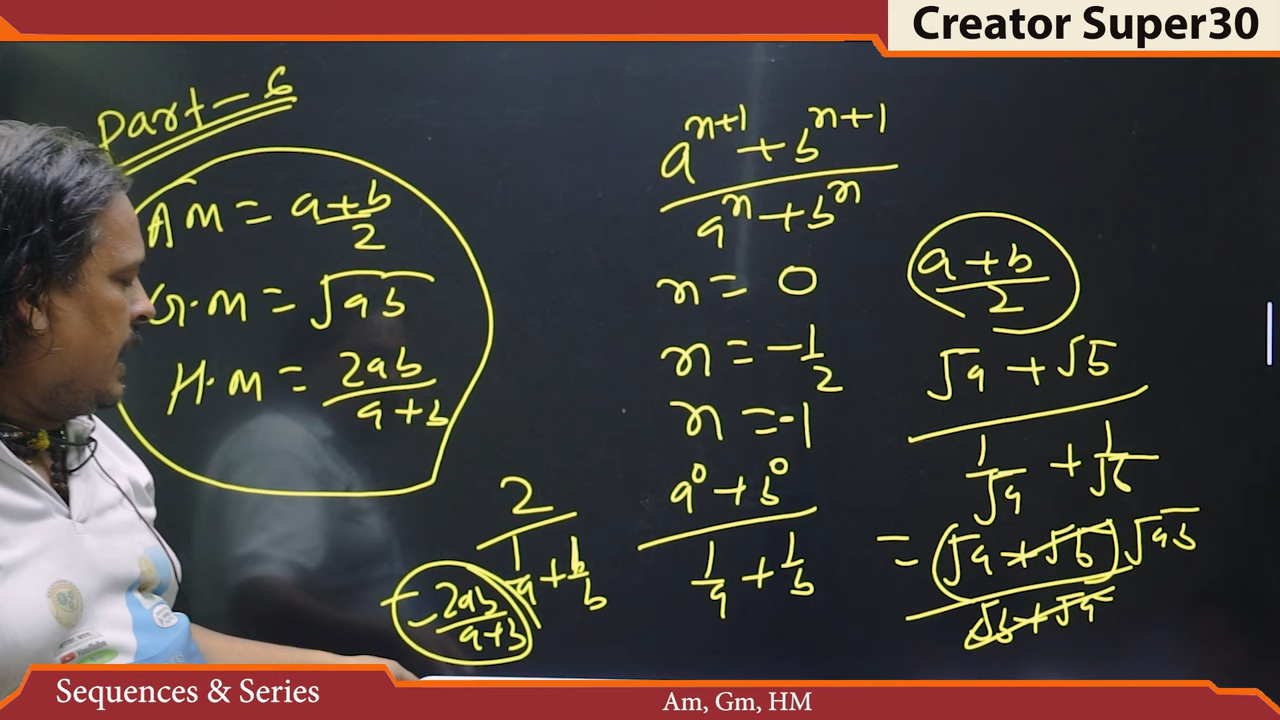 Creator Super30
Part - 6
AM = a+b/2
G.M = √ab
H.M = 2ab/a+b
a^(n+1) + b^(n+1) / a^n + b^n
n = 0
n = -1/2
n = -1
a^0 + b^0 / 1/a + 1/b
2 / 1/a + 1/b
= 2ab/a+b
a+b/2
√a + √b / 1/√a + 1/√b
= (√a + √b)√ab / √b + √a
Sequences & Series
Am, Gm, HM